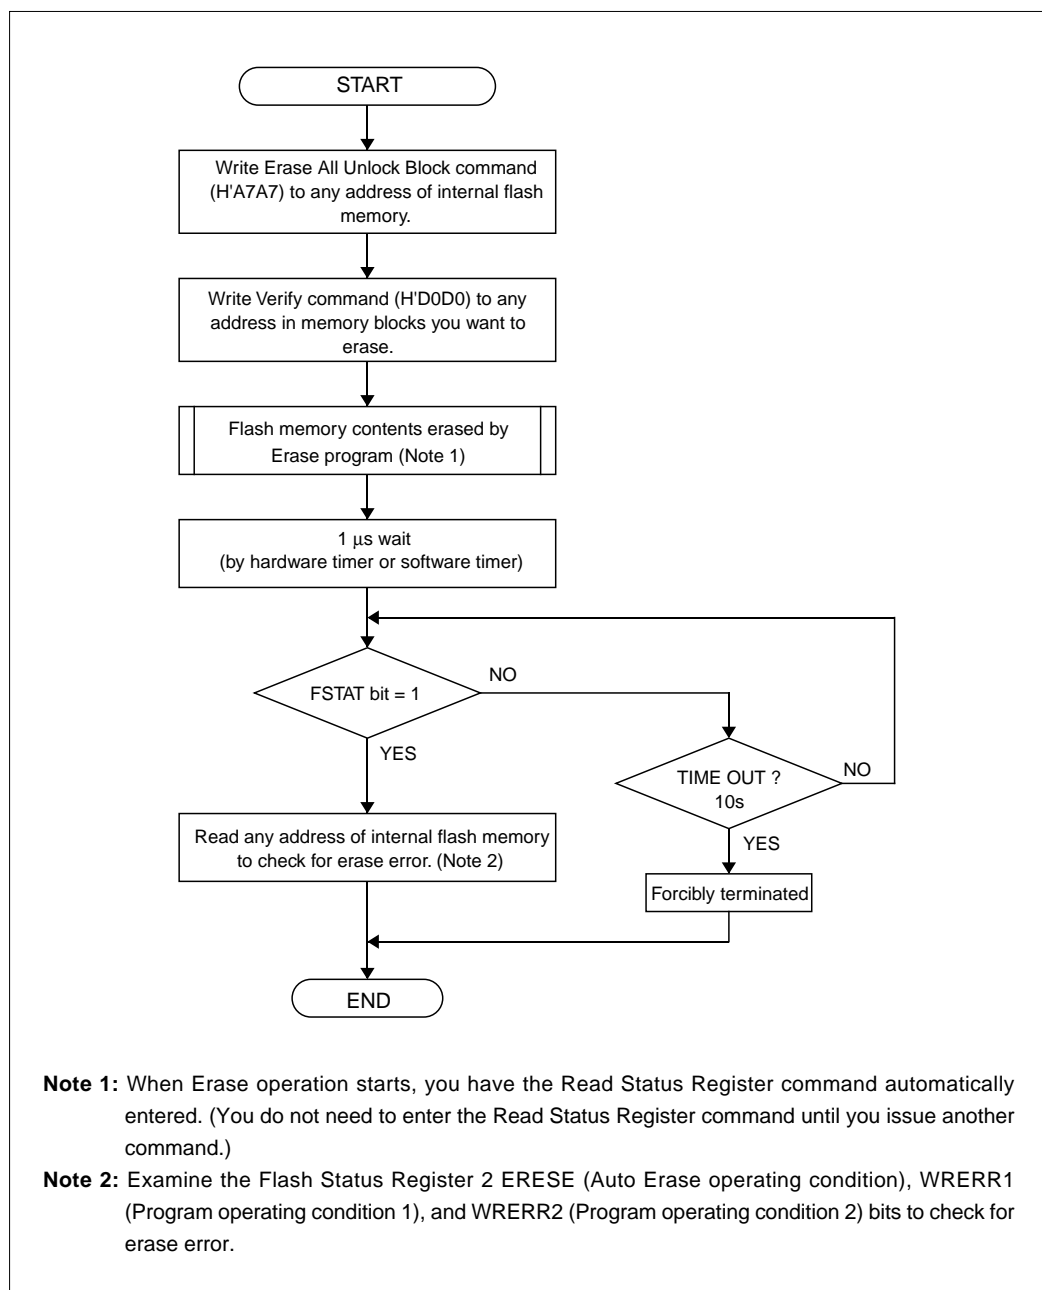 START
Write Erase All Unlock Block command
(H'A7A7) to any address of internal flash
memory.
Write Verify command (H'D0D0) to any
address in memory blocks you want to
erase.
Flash memory contents erased by
Erase program (Note 1)
1 µs wait
(by hardware timer or software timer)
FSTAT bit = 1
NO
YES
TIME OUT ?
10s
NO
YES
Read any address of internal flash memory
to check for erase error. (Note 2)
Forcibly terminated
END
Note 1: When Erase operation starts, you have the Read Status Register command automatically
entered. (You do not need to enter the Read Status Register command until you issue another
command.)
Note 2: Examine the Flash Status Register 2 ERESE (Auto Erase operating condition), WRERR1
(Program operating condition 1), and WRERR2 (Program operating condition 2) bits to check for
erase error.